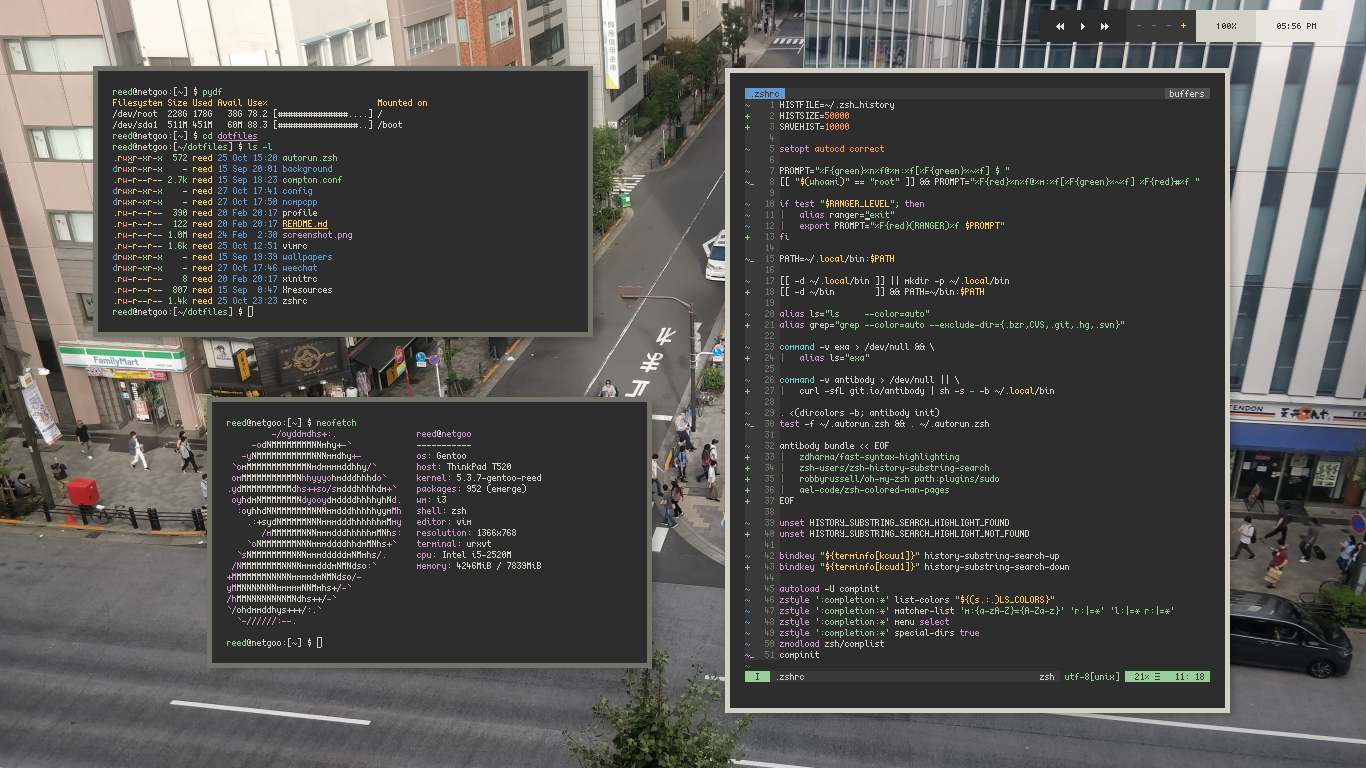 100% 05:56 PM
reed@netgoo:[~] $ pydf
Filesystem Size Used Avail Use% Mounted on
/dev/root 228G 178G 38G 78.2 [###############....] /
/dev/sda1 511M 451M 60M 88.3 [#################..] /boot
reed@netgoo:[~] $ cd dotfiles
reed@netgoo:[~/dotfiles] $ ls -l
.rwxr-xr-x 572 reed 25 Oct 15:20 autorun.zsh
drwxr-xr-x - reed 15 Sep 20:01 background
.rw-r--r-- 2.7k reed 15 Sep 18:23 compton.conf
drwxr-xr-x - reed 27 Oct 17:41 config
drwxr-xr-x - reed 27 Oct 17:50 ncmpcpp
.rw-r--r-- 390 reed 20 Feb 20:17 profile
.rw-r--r-- 122 reed 20 Feb 20:17 README.md
.rw-r--r-- 1.0M reed 24 Feb 2:30 screenshot.png
.rw-r--r-- 1.6k reed 25 Oct 12:51 vimrc
drwxr-xr-x - reed 15 Sep 19:39 wallpapers
drwxr-xr-x - reed 27 Oct 17:46 weechat
.rw-r--r-- 8 reed 20 Feb 20:17 xinitrc
.rw-r--r-- 807 reed 15 Sep 0:47 Xresources
.rw-r--r-- 1.4k reed 25 Oct 23:23 zshrc
reed@netgoo:[~/dotfiles] $
FamilyMart
止まれ
TENDON
reed@netgoo:[~] $ neofetch
reed@netgoo
-----------
os: Gentoo
host: ThinkPad T520
kernel: 5.3.7-gentoo-reed
packages: 952 (emerge)
wm: i3
shell: zsh
editor: vim
resolution: 1366x768
terminal: urxvt
cpu: Intel i5-2520M
memory: 4246MiB / 7839MiB
reed@netgoo:[~] $
.zshrc buffers
~ 1 HISTFILE=~/.zsh_history
+ 2 HISTSIZE=50000
+ 3 SAVEHIST=10000
4
~ 5 setopt autocd correct
6
~ 7 PROMPT="%F{green}%n%f@%m:%f[%F{green}%~%f] $ "
~_ 8 [[ "$(whoami)" == "root" ]] && PROMPT="%F{red}%n%f@%m:%f[%F{green}%~%f] %F{red}#%f "
9
~ 10 if test "$RANGER_LEVEL"; then
~ 11 | alias ranger="exit"
~ 12 | export PROMPT="%F{red}(RANGER)%f $PROMPT"
+ 13 fi
14
~_ 15 PATH=~/.local/bin:$PATH
16
~ 17 [[ -d ~/.local/bin ]] || mkdir -p ~/.local/bin
+ 18 [[ -d ~/bin ]] && PATH=~/bin:$PATH
19
~ 20 alias ls="ls --color=auto"
+ 21 alias grep="grep --color=auto --exclude-dir={.bzr,CVS,.git,.hg,.svn}"
22
~ 23 command -v exa > /dev/null && \
+ 24 | alias ls="exa"
25
~ 26 command -v antibody > /dev/null || \
+ 27 | curl -sfL git.io/antibody | sh -s - -b ~/.local/bin
28
~ 29 . <(dircolors -b; antibody init)
~_ 30 test -f ~/.autorun.zsh && . ~/.autorun.zsh
31
+ 32 antibody bundle << EOF
+ 33 | zdharma/fast-syntax-highlighting
+ 34 | zsh-users/zsh-history-substring-search
+ 35 | robbyrussell/oh-my-zsh path:plugins/sudo
+ 36 | ael-code/zsh-colored-man-pages
+ 37 EOF
38
~ 39 unset HISTORY_SUBSTRING_SEARCH_HIGHLIGHT_FOUND
+ 40 unset HISTORY_SUBSTRING_SEARCH_HIGHLIGHT_NOT_FOUND
41
~ 42 bindkey "${terminfo[kcuu1]}" history-substring-search-up
+ 43 bindkey "${terminfo[kcud1]}" history-substring-search-down
44
~ 45 autoload -U compinit
~ 46 zstyle ':completion:*' list-colors "${(s.:.)LS_COLORS}"
~ 47 zstyle ':completion:*' matcher-list 'm:{a-zA-Z}={A-Za-z}' 'r:|=*' 'l:|=* r:|=*'
~ 48 zstyle ':completion:*' menu select
~ 49 zstyle ':completion:*' special-dirs true
~ 50 zmodload zsh/complist
~_ 51 compinit
~
I .zshrc zsh utf-8[unix] 21% ☰ 11: 18